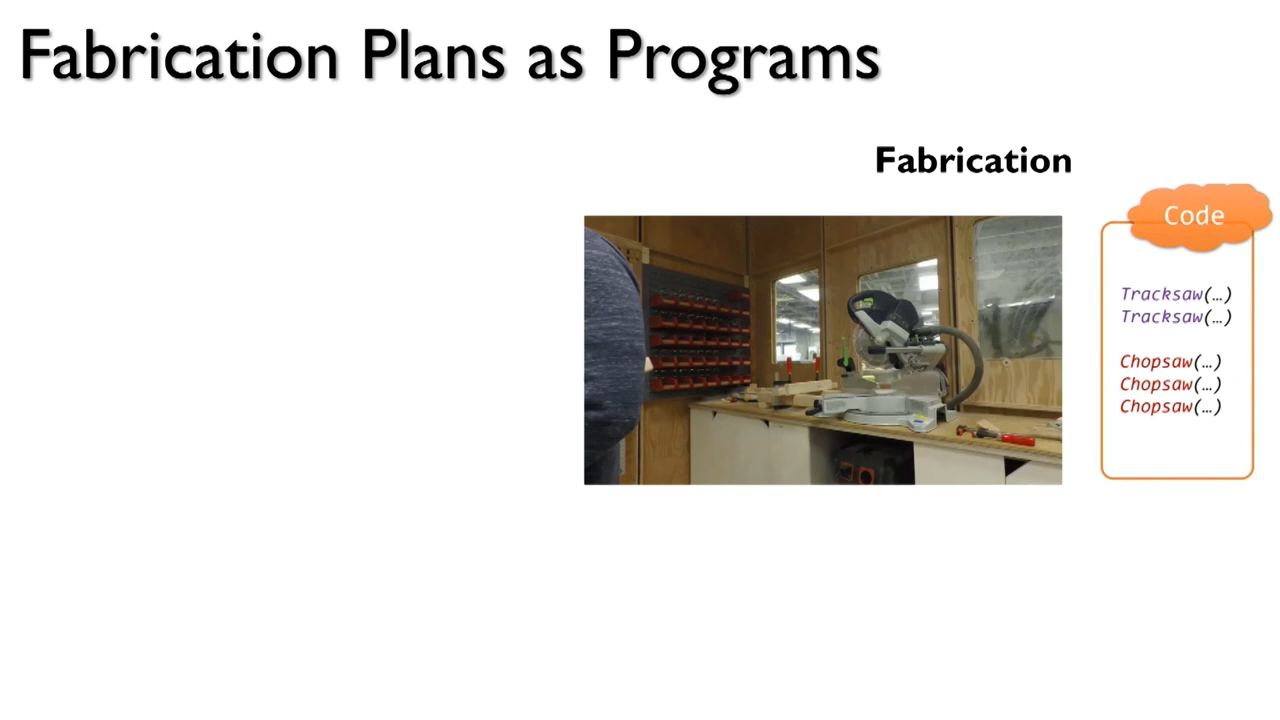 Fabrication Plans as Programs
Fabrication
Code
Tracksaw(…)
Tracksaw(…)
Chopsaw(…)
Chopsaw(…)
Chopsaw(…)